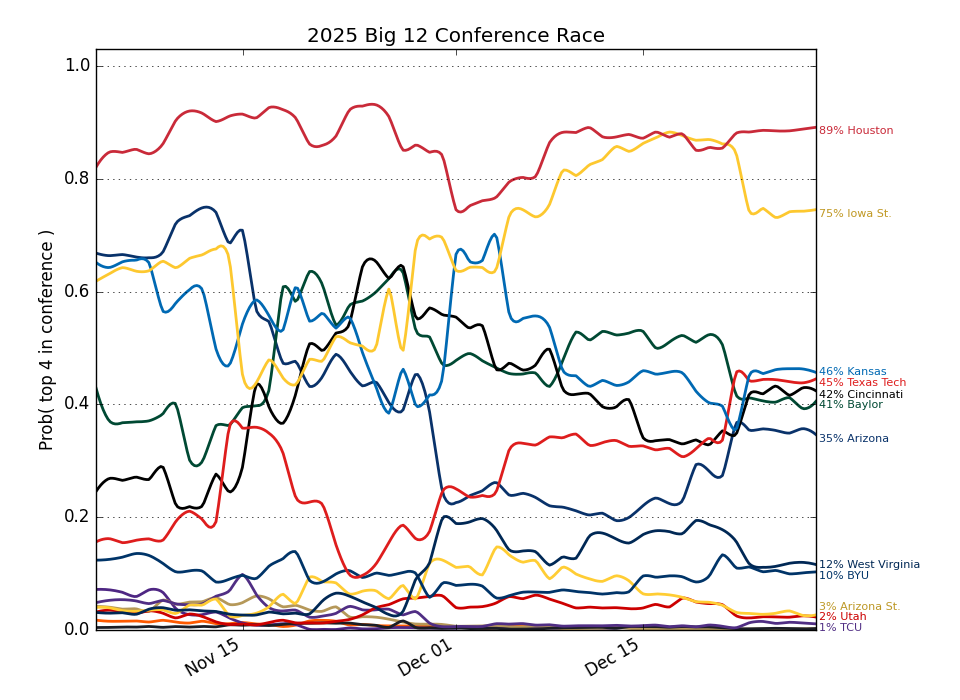 2025 Big 12 Conference Race
Prob( top 4 in conference )
1.0
0.8
0.6
0.4
0.2
0.0
Nov 15
Dec 01
Dec 15
89% Houston
75% Iowa St.
46% Kansas
45% Texas Tech
42% Cincinnati
41% Baylor
35% Arizona
12% West Virginia
10% BYU
3% Arizona St.
2% Utah
1% TCU